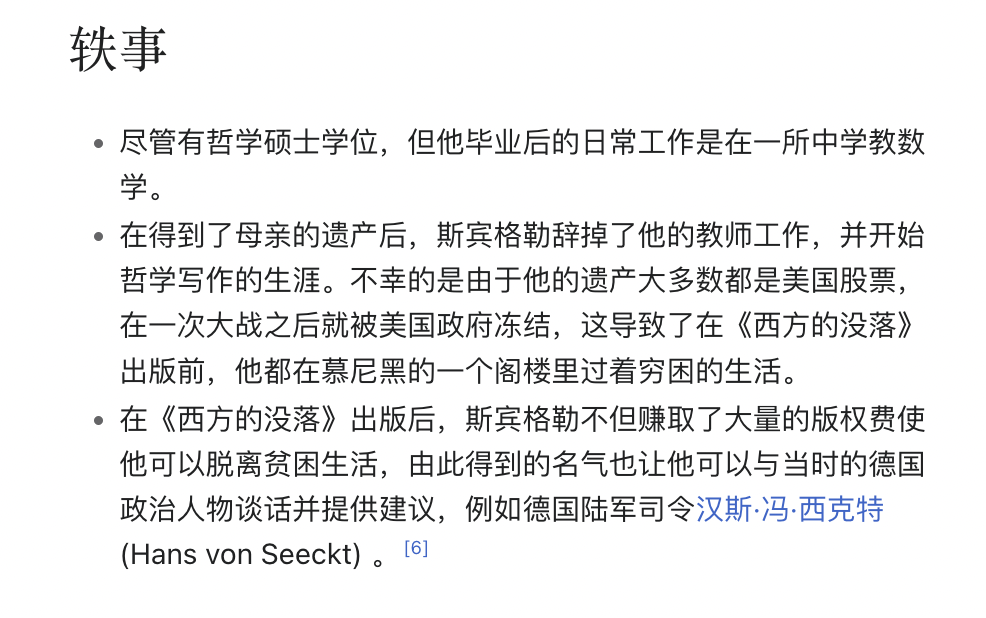 轶事
• 尽管有哲学硕士学位，但他毕业后的日常工作是在一所中学教数
学。
• 在得到了母亲的遗产后，斯宾格勒辞掉了他的教师工作，并开始
哲学写作的生涯。不幸的是由于他的遗产大多数都是美国股票，
在一次大战之后就被美国政府冻结，这导致了在《西方的没落》
出版前，他都在慕尼黑的一个阁楼里过着穷困的生活。
• 在《西方的没落》出版后，斯宾格勒不但赚取了大量的版权费使
他可以脱离贫困生活，由此得到的名气也让他可以与当时的德国
政治人物谈话并提供建议，例如德国陆军司令汉斯·冯·西克特
(Hans von Seeckt) 。[6]